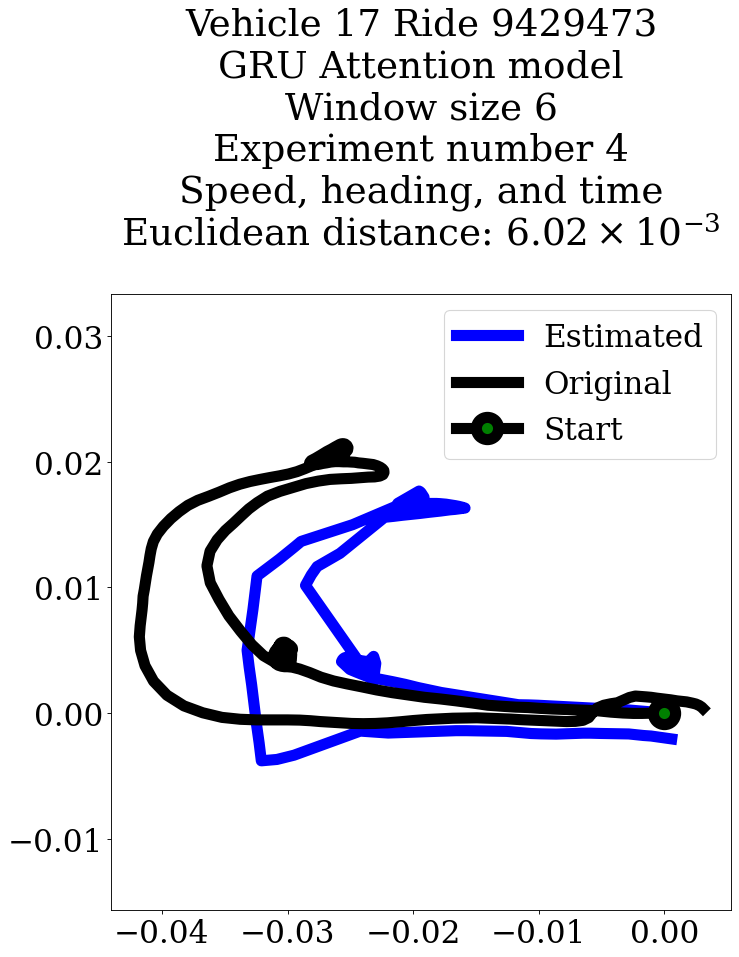 Vehicle 17 Ride 9429473
GRU Attention model
Window size 6
Experiment number 4
Speed, heading, and time
Euclidean distance: 6.02 × 10⁻³
Estimated
Original
Start
0.03
0.02
0.01
0.00
−0.01
−0.04 −0.03 −0.02 −0.01 0.00